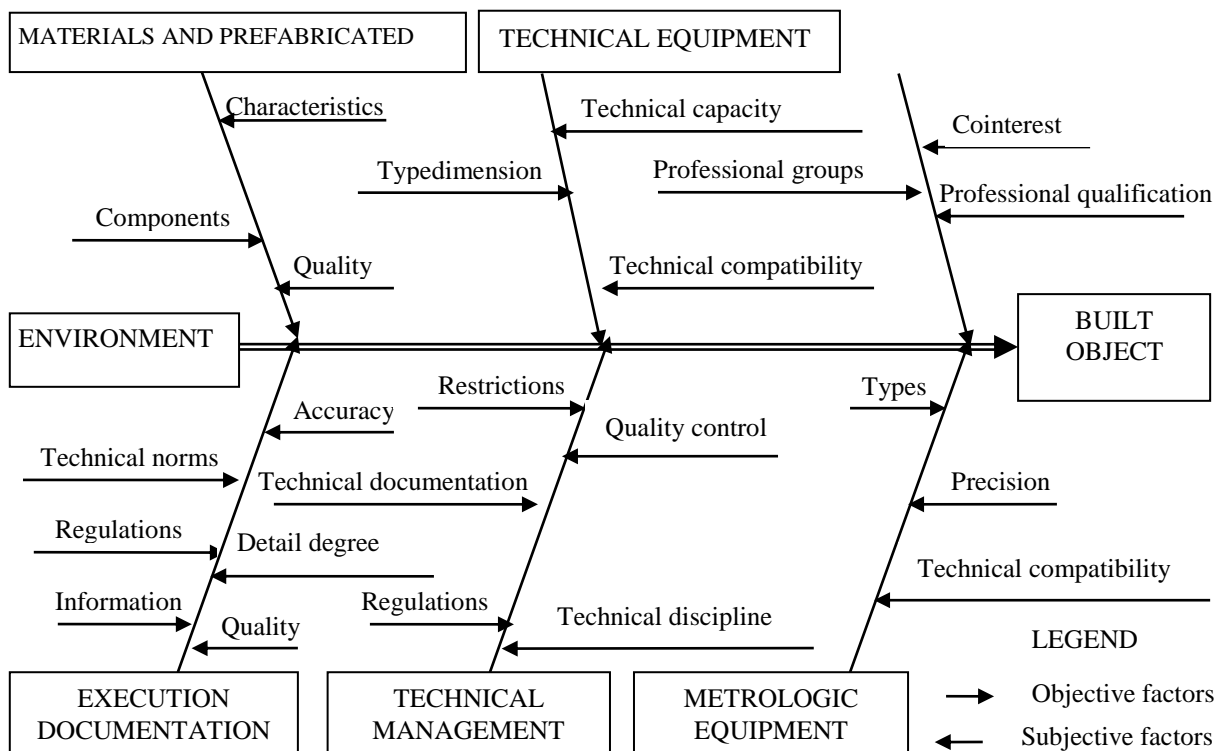 MATERIALS AND PREFABRICATED
TECHNICAL EQUIPMENT
Characteristics
Technical capacity
Cointerest
Typedimension
Professional groups
Professional qualification
Components
Quality
Technical compatibility
ENVIRONMENT
BUILT
OBJECT
Restrictions
Types
Accuracy
Quality control
Technical norms
Technical documentation
Precision
Regulations
Detail degree
Technical compatibility
Information
Regulations
Quality
Technical discipline
LEGEND
EXECUTION
DOCUMENTATION
TECHNICAL
MANAGEMENT
METROLOGIC
EQUIPMENT
Objective factors
Subjective factors